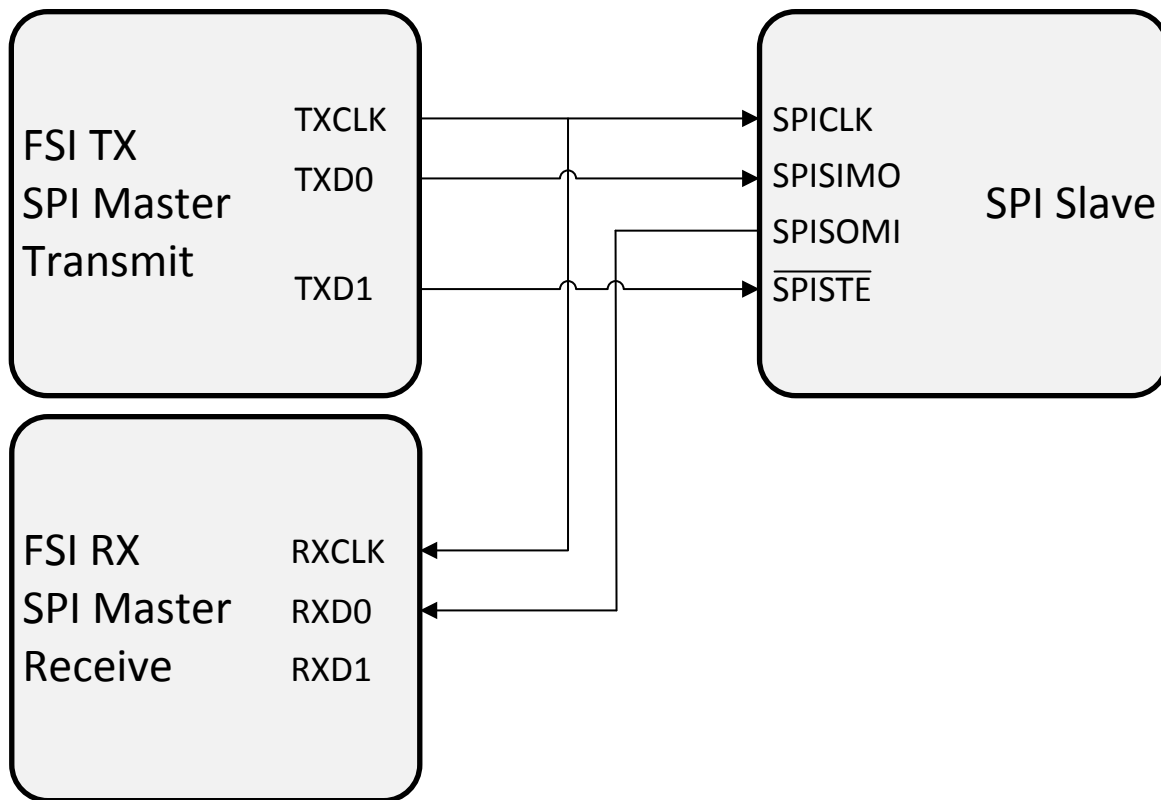 FSI TX
SPI Master
Transmit
TXCLK
TXD0
TXD1
SPICLK
SPISIMO
SPISOMI
SPISTE
SPI Slave
FSI RX
SPI Master
Receive
RXCLK
RXD0
RXD1